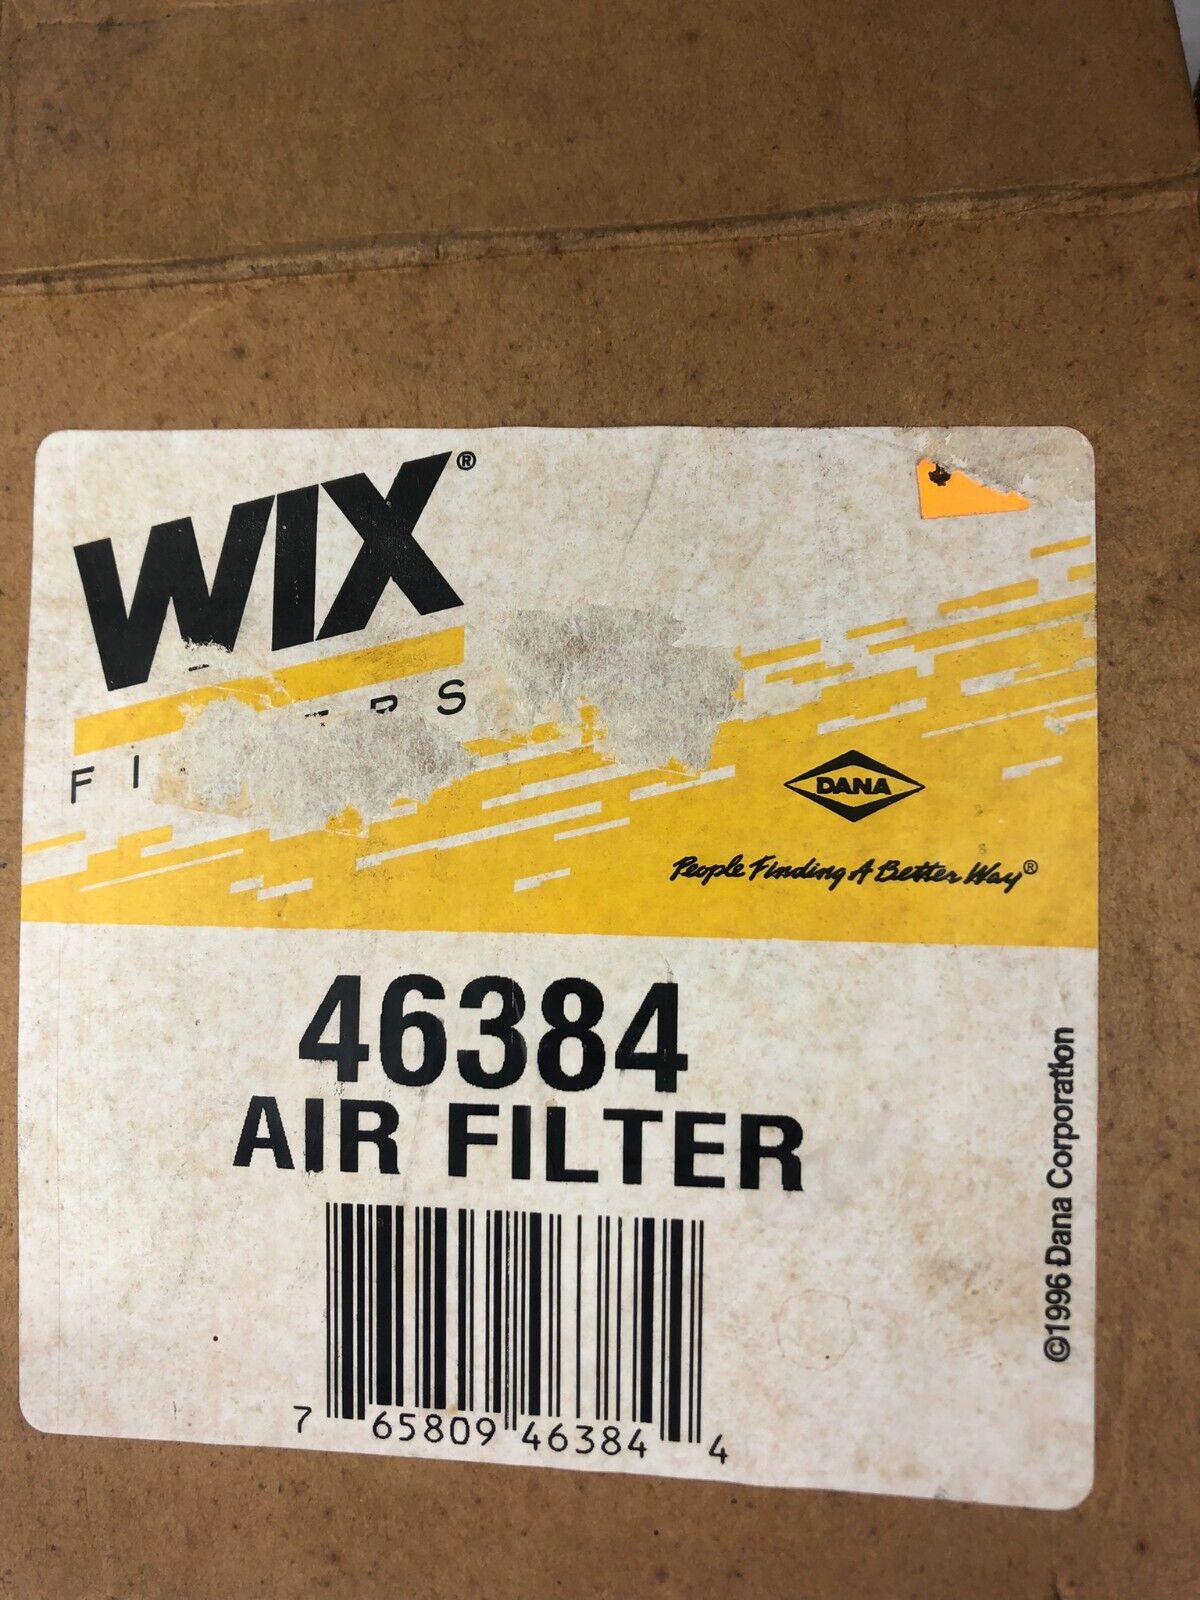 WIX®
DANA
People Finding A Better Way®
46384
AIR FILTER
7 65809 46384 4
©1996 Dana Corporation